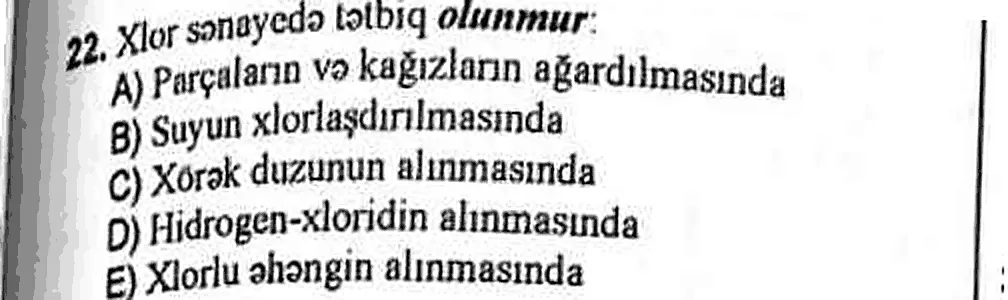 22. Xlor sənayedə tətbiq olunmur:
A) Parçaların və kağızların ağardılmasında
B) Suyun xlorlaşdırılmasında
C) Xörək duzunun alınmasında
D) Hidrogen-xloridin alınmasında
E) Xlorlu əhəngin alınmasında